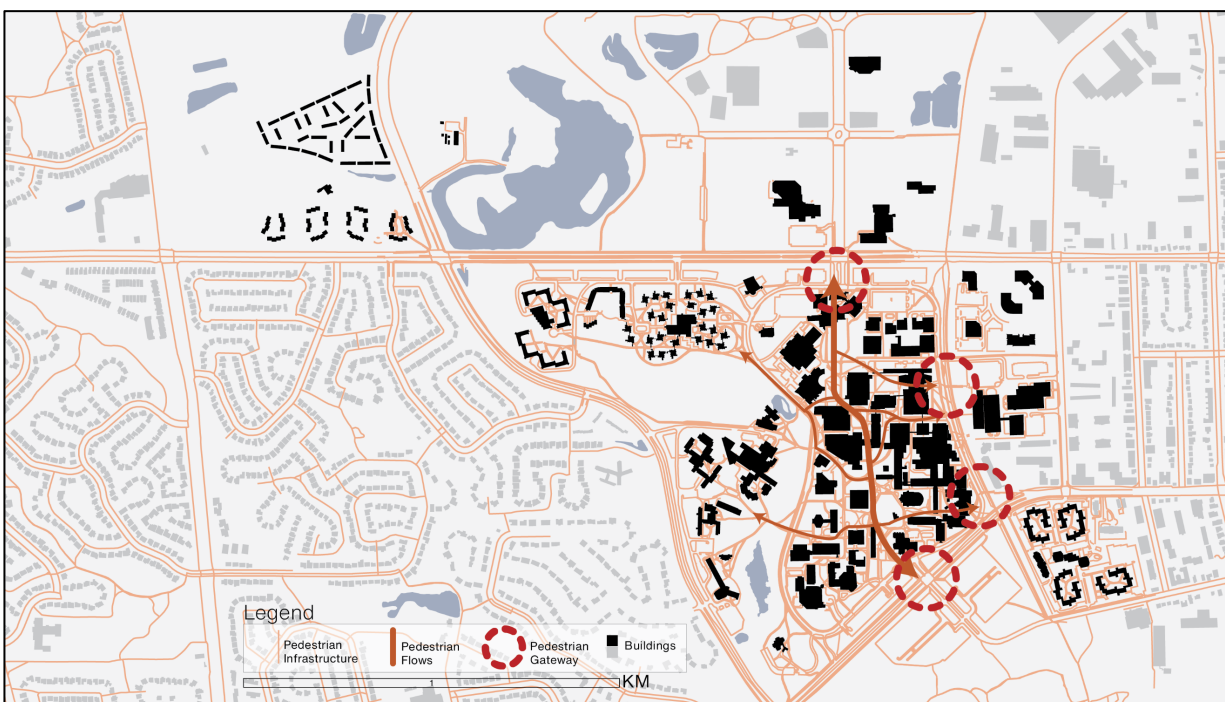 Legend
Pedestrian
Infrastructure
Pedestrian
Flows
Pedestrian
Gateway
Buildings
1
KM